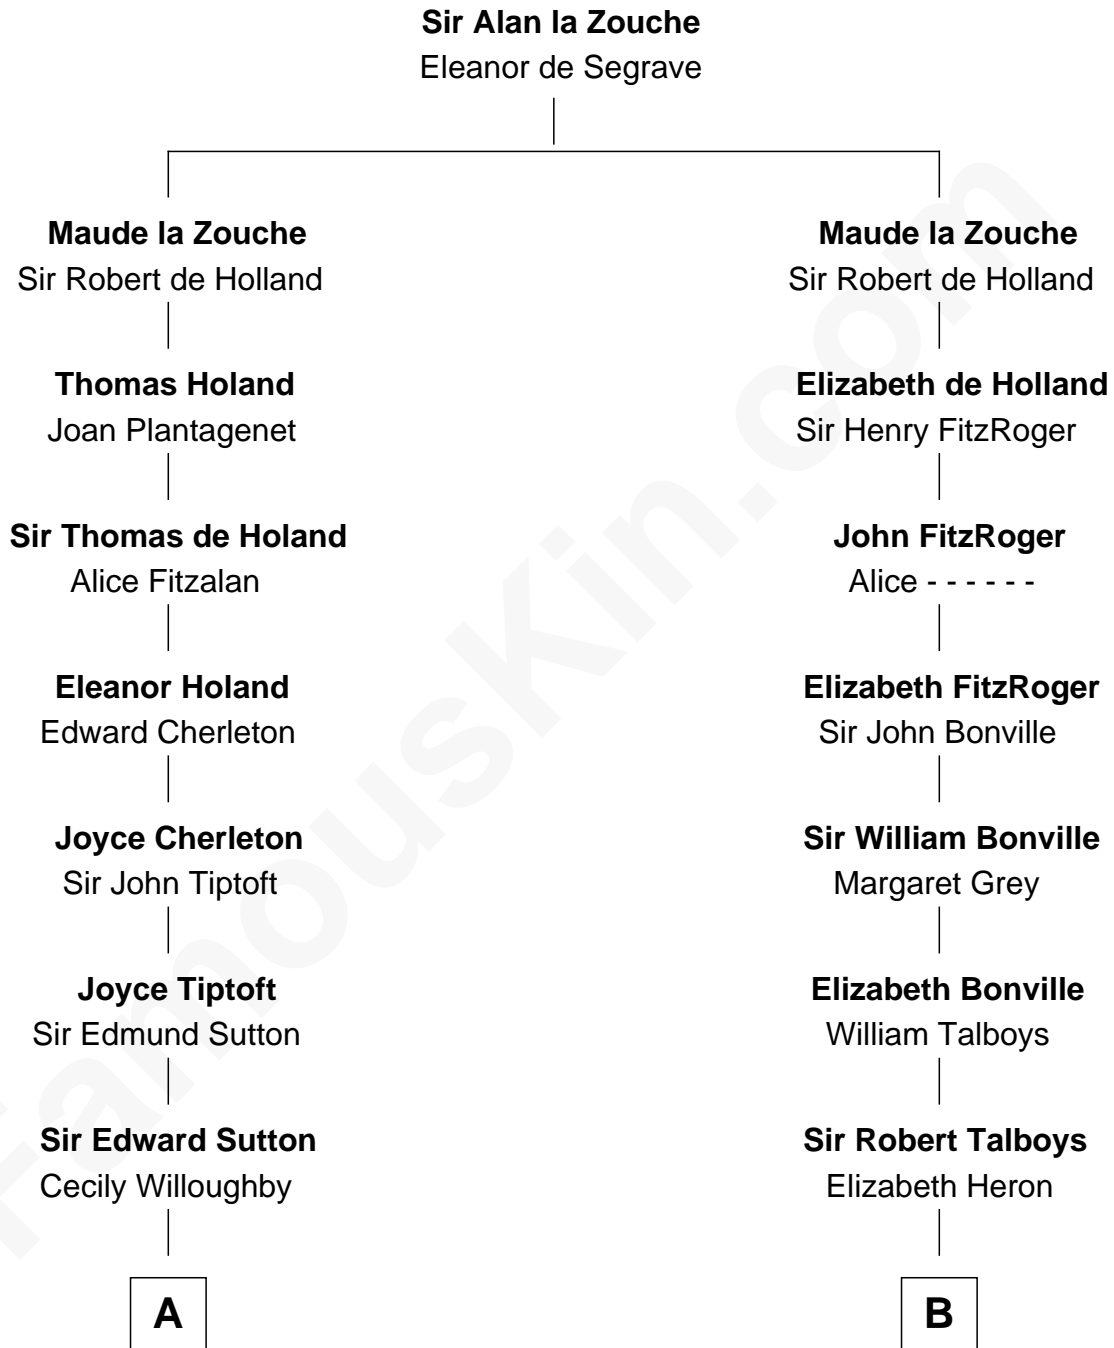 Sir Alan la Zouche
Eleanor de Segrave
Maude la Zouche
Sir Robert de Holland
Maude la Zouche
Sir Robert de Holland
Thomas Holand
Joan Plantagenet
Elizabeth de Holland
Sir Henry FitzRoger
Sir Thomas de Holand
Alice Fitzalan
John FitzRoger
Alice - - - - - -
Eleanor Holand
Edward Cherleton
Elizabeth FitzRoger
Sir John Bonville
Joyce Cherleton
Sir John Tiptoft
Sir William Bonville
Margaret Grey
Joyce Tiptoft
Sir Edmund Sutton
Elizabeth Bonville
William Talboys
Sir Edward Sutton
Cecily Willoughby
Sir Robert Talboys
Elizabeth Heron
A
B
FamousKin.com